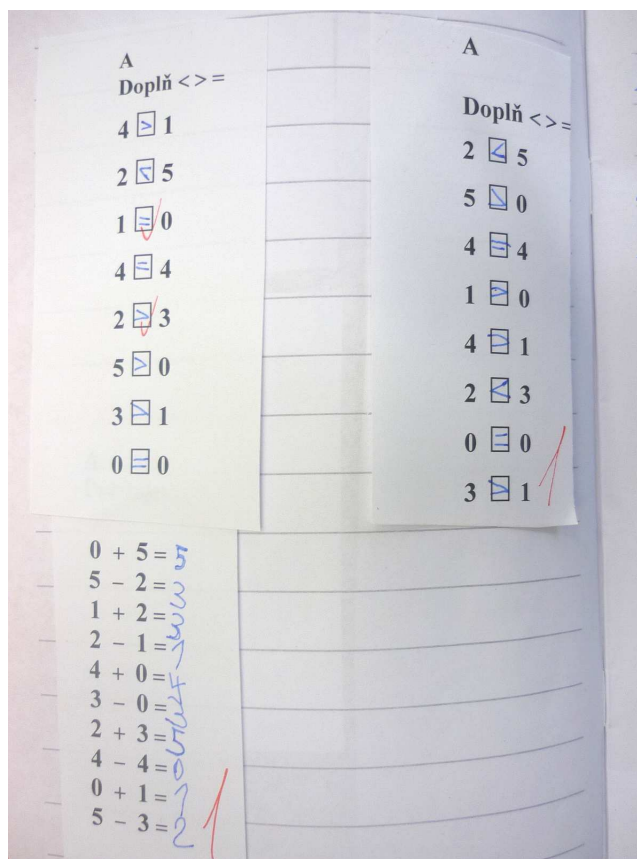 A
Doplň < > =
4 > 1
2 < 5
1 = 0
4 = 4
2 > 3
5 > 0
3 > 1
0 = 0
A
Doplň < > =
2 < 5
5 > 0
4 = 4
1 > 0
4 > 1
2 < 3
0 = 0
3 > 1
1
0 + 5 = 5
5 - 2 = 3
1 + 2 = 3
2 - 1 = 1
4 + 0 = 4
3 - 0 = 3
2 + 3 = 5
4 - 4 = 0
0 + 1 = 1
5 - 3 = 2
1